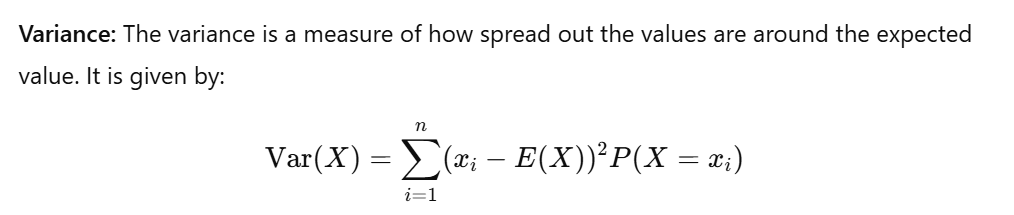 Variance: The variance is a measure of how spread out the values are around the expected
value. It is given by:
Var(X) = ∑_{i=1}^{n} (x_i − E(X))² P(X = x_i)